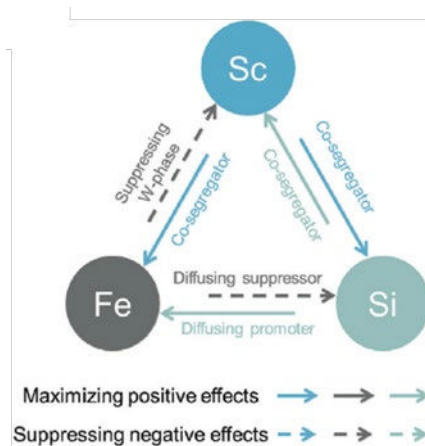 Sc
Suppressing
W-phase
Co-segregator
Co-segregator
Co-segregator
Fe
Diffusing suppressor
Diffusing promoter
Si
Maximizing positive effects
Suppressing negative effects